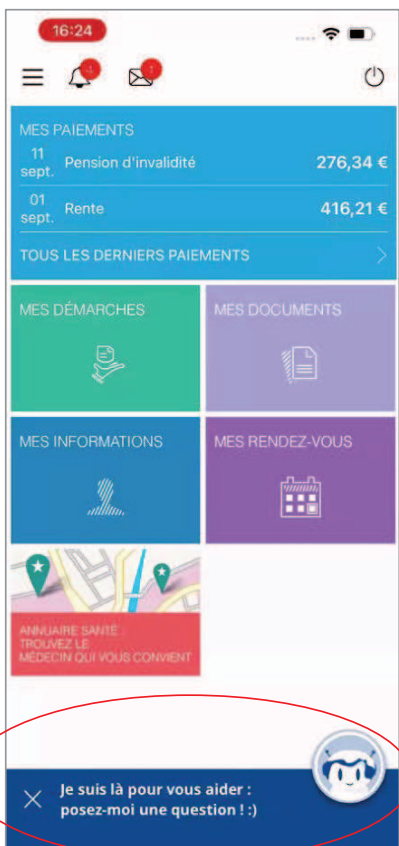 16:24
MES PAIEMENTS
11 sept. Pension d'invalidité 276,34 €
01 sept. Rente 416,21 €
TOUS LES DERNIERS PAIEMENTS
MES DÉMARCHES
MES DOCUMENTS
MES INFORMATIONS
MES RENDEZ-VOUS
ANNUAIRE SANTÉ :
TROUVEZ LE
MÉDECIN QUI VOUS CONVIENT
Je suis là pour vous aider :
posez-moi une question ! :)